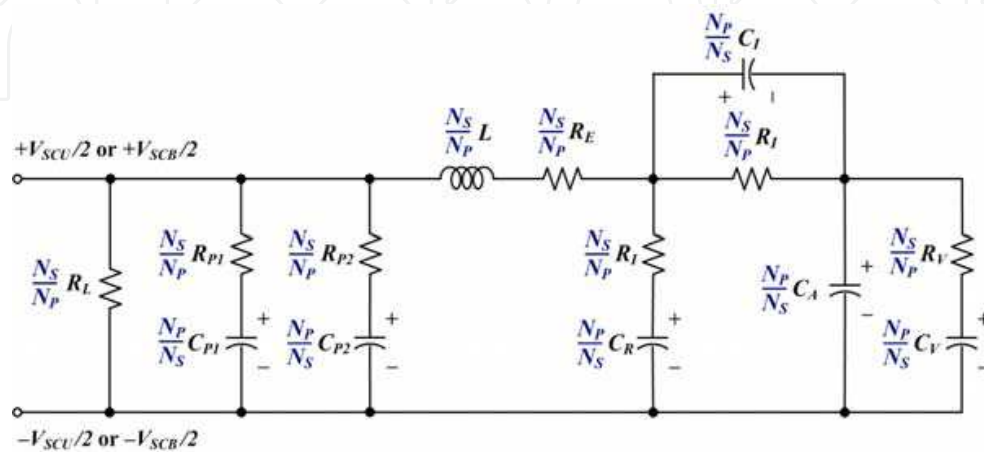 N_P/N_S C_I
+ −
N_S/N_P L
N_S/N_P R_E
N_S/N_P R_I
+V_SCU/2 or +V_SCB/2
N_S/N_P R_L
N_S/N_P R_P1
N_S/N_P R_P2
N_S/N_P R_I
N_S/N_P R_V
N_P/N_S C_P1
+
−
N_P/N_S C_P2
+
−
N_P/N_S C_R
+
−
N_P/N_S C_A
+
−
N_P/N_S C_V
+
−
−V_SCU/2 or −V_SCB/2